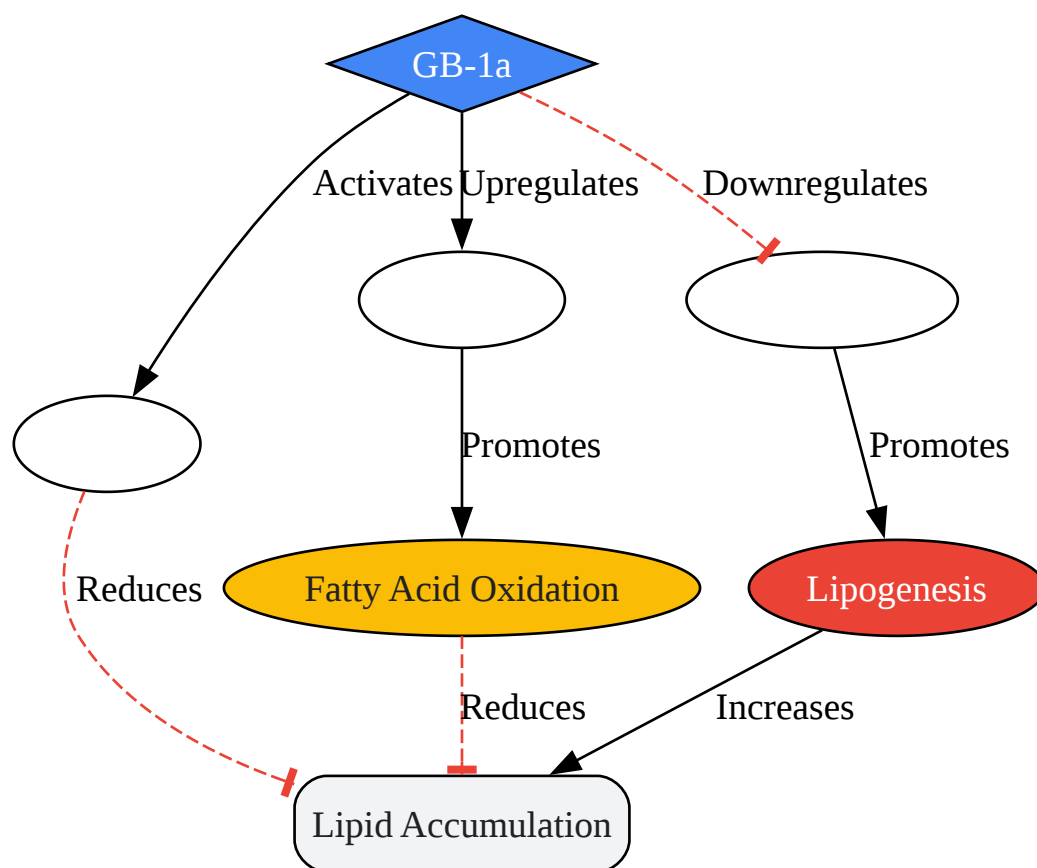 GB-1a
Activates
Upregulates
Downregulates
Promotes
Promotes
Reduces
Fatty Acid Oxidation
Lipogenesis
Reduces
Increases
Lipid Accumulation